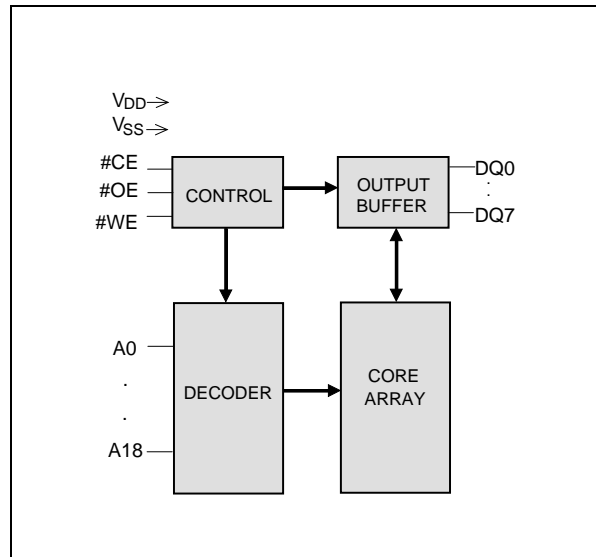 VDD
VSS
#CE
#OE
#WE
CONTROL
OUTPUT
BUFFER
DQ0
.
.
DQ7
A0
.
.
A18
DECODER
CORE
ARRAY